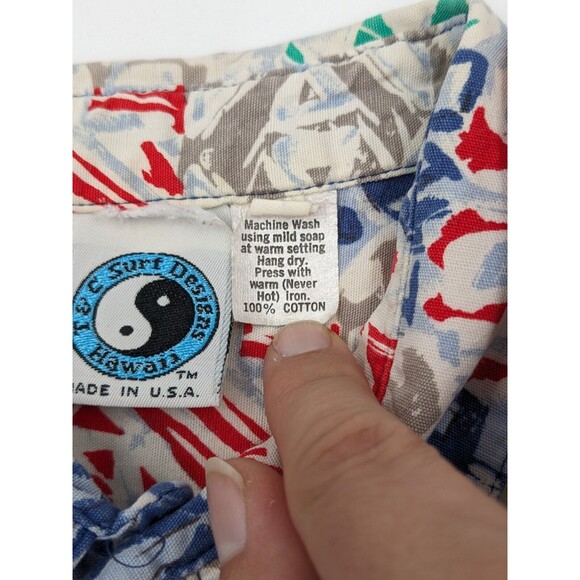 T&C Surf Designs
Hawaii
TM
MADE IN U.S.A.
Machine Wash
using mild soap
at warm setting
Hang dry.
Press with
warm (Never
Hot) Iron.
100% COTTON